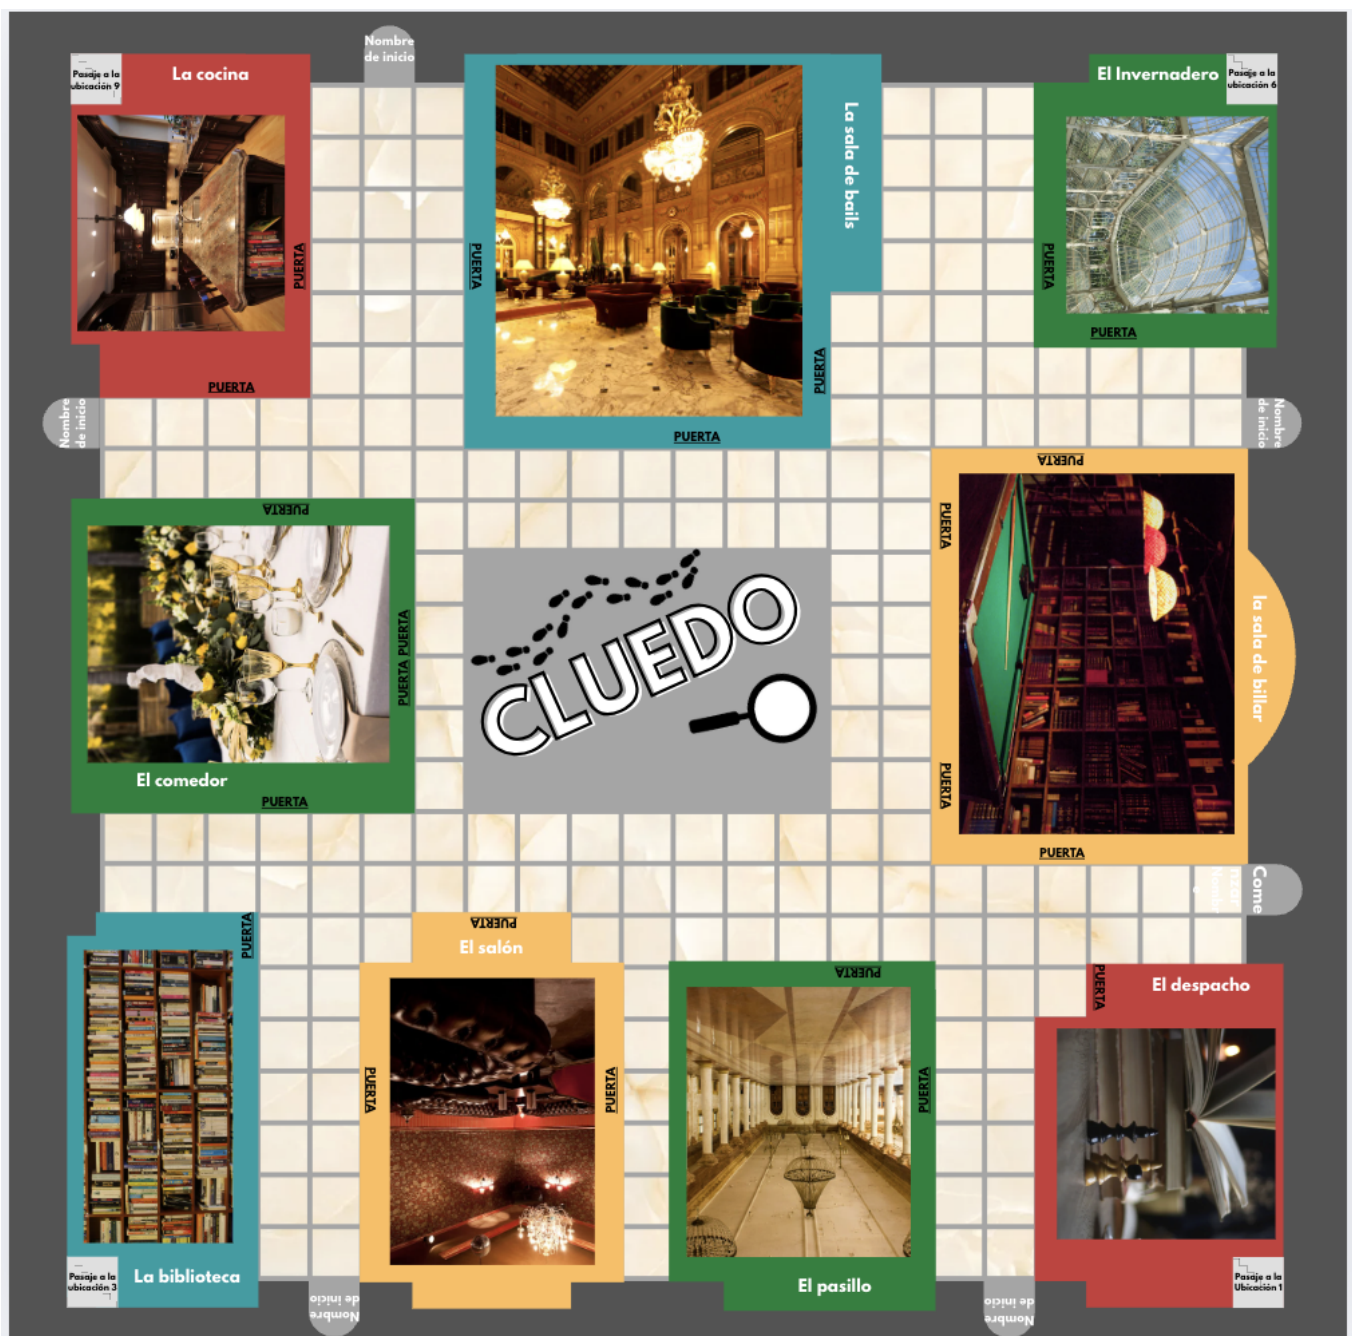 Nombre
de inicio
Pasaje a la
ubicación 9
La cocina
El Invernadero
Pasaje a la
ubicación 6
La sala de bails
PUERTA
PUERTA
PUERTA
PUERTA
PUERTA
PUERTA
PUERTA
PUERTA
Nombre
de inicio
Nombre
de inicio
PUERTA
PUERTA
PUERTA
PUERTA PUERTA
CLUEDO
la sala de billar
El comedor
PUERTA
PUERTA
PUERTA
Come
nzar
Nombr
PUERTA
PUERTA
El salón
PUERTA
PUERTA
El despacho
PUERTA
PUERTA
PUERTA
Pasaje a la
ubicación 3
La biblioteca
El pasillo
Pasaje a la
Ubicación 1
Nombre
de inicio
Nombre
de inicio